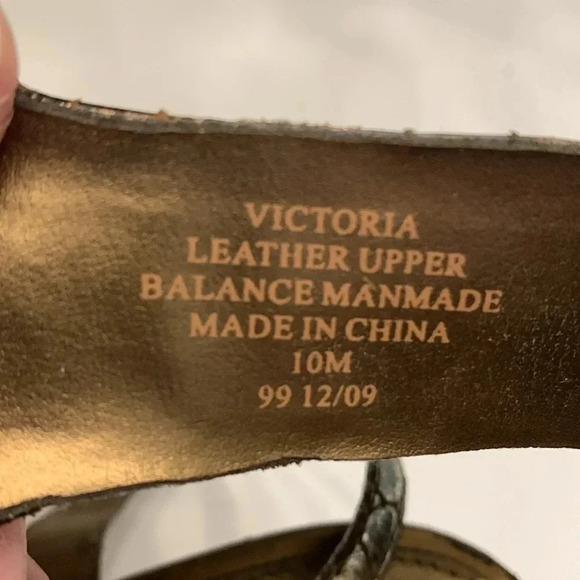 VICTORIA
LEATHER UPPER
BALANCE MANMADE
MADE IN CHINA
10M
99 12/09